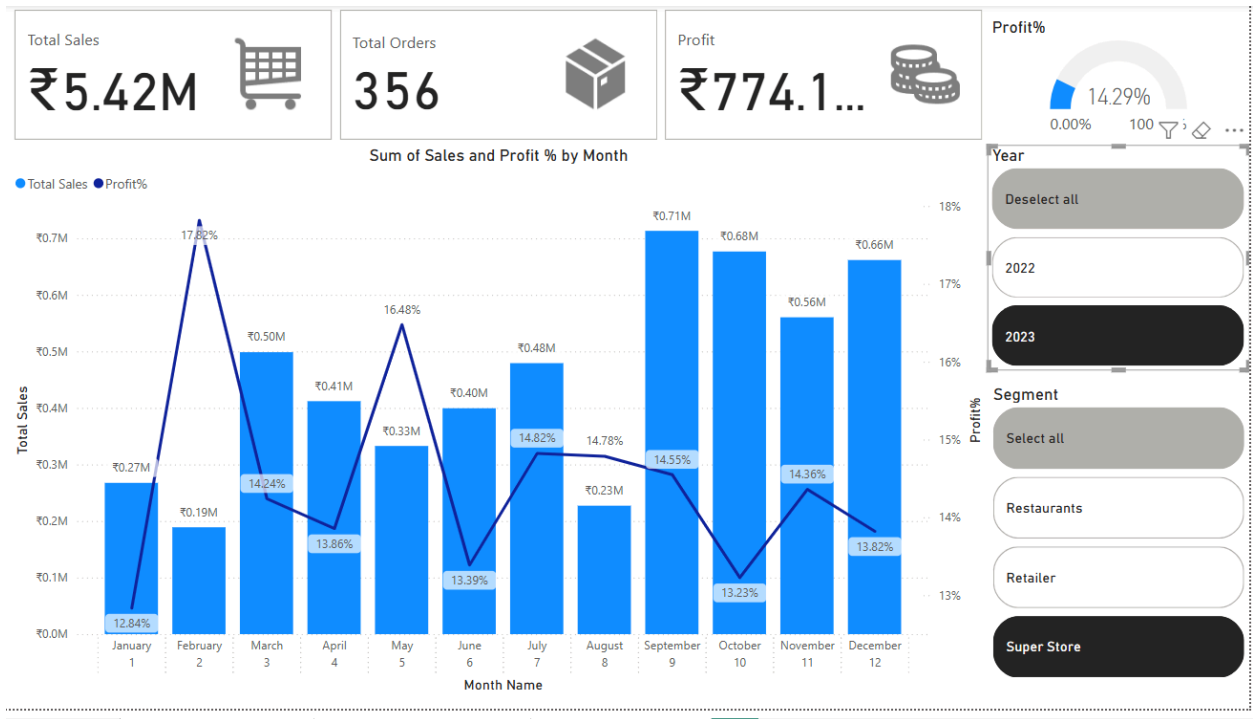 Total Sales
₹5.42M
Total Orders
356
Profit
₹774.1...
Profit%
14.29%
0.00%
100
Sum of Sales and Profit % by Month
Total Sales
Profit%
Total Sales
₹0.7M
₹0.6M
₹0.5M
₹0.4M
₹0.3M
₹0.2M
₹0.1M
₹0.0M
₹0.27M
₹0.19M
₹0.50M
₹0.41M
₹0.33M
₹0.40M
₹0.48M
₹0.23M
₹0.71M
₹0.68M
₹0.56M
₹0.66M
12.84%
17.82%
14.24%
13.86%
16.48%
13.39%
14.82%
14.78%
14.55%
13.23%
14.36%
13.82%
18%
17%
16%
15%
14%
13%
Profit%
January February March April May June July August September October November December
1 2 3 4 5 6 7 8 9 10 11 12
Month Name
Year
Deselect all
2022
2023
Segment
Select all
Restaurants
Retailer
Super Store